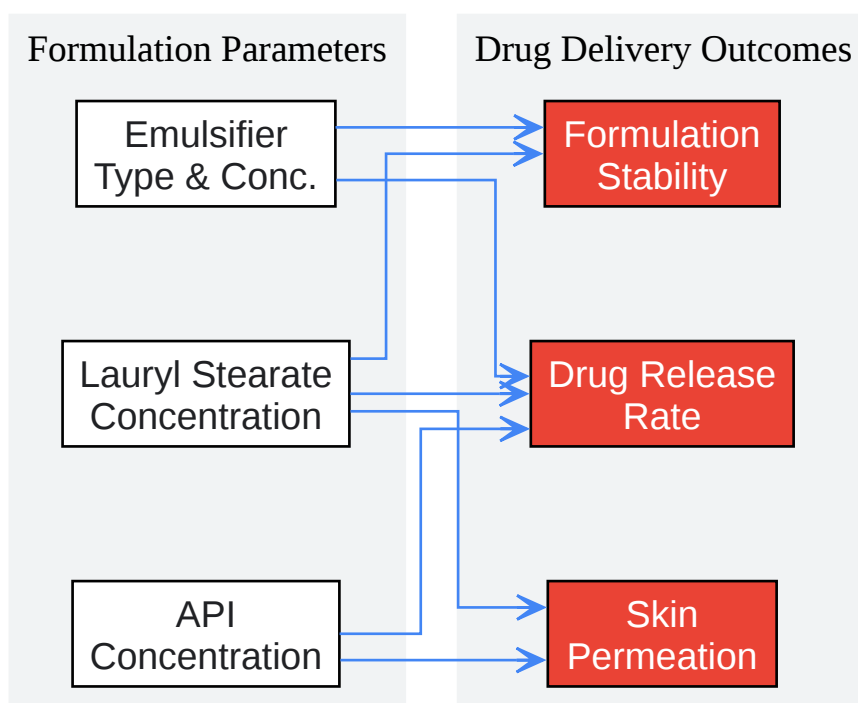 Formulation Parameters
Drug Delivery Outcomes
Emulsifier
Type & Conc.
Formulation
Stability
Lauryl Stearate
Concentration
Drug Release
Rate
API
Concentration
Skin
Permeation